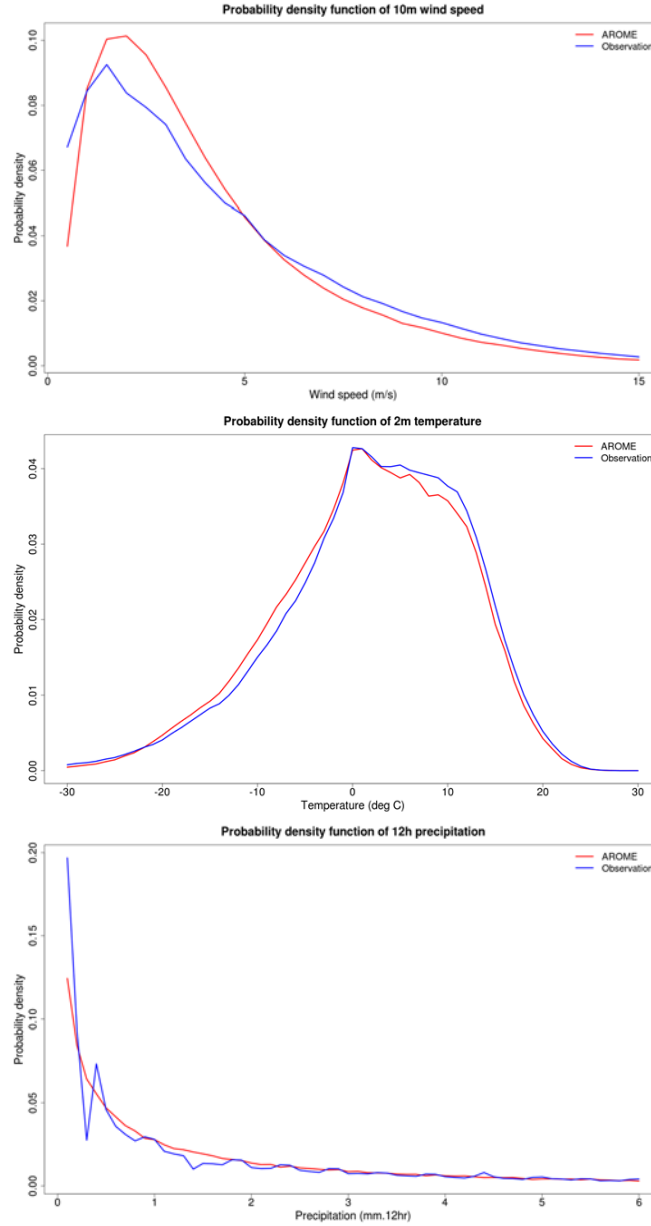 Probability density function of 10m wind speed
AROME
Observation
0.10
0.08
0.06
0.04
0.02
0.00
Probability density
0 5 10 15
Wind speed (m/s)
Probability density function of 2m temperature
AROME
Observation
0.04
0.03
0.02
0.01
0.00
Probability density
-30 -20 -10 0 10 20 30
Temperature (deg C)
Probability density function of 12h precipitation
AROME
Observation
0.20
0.15
0.10
0.05
0.00
Probability density
0 1 2 3 4 5 6
Precipitation (mm.12hr)